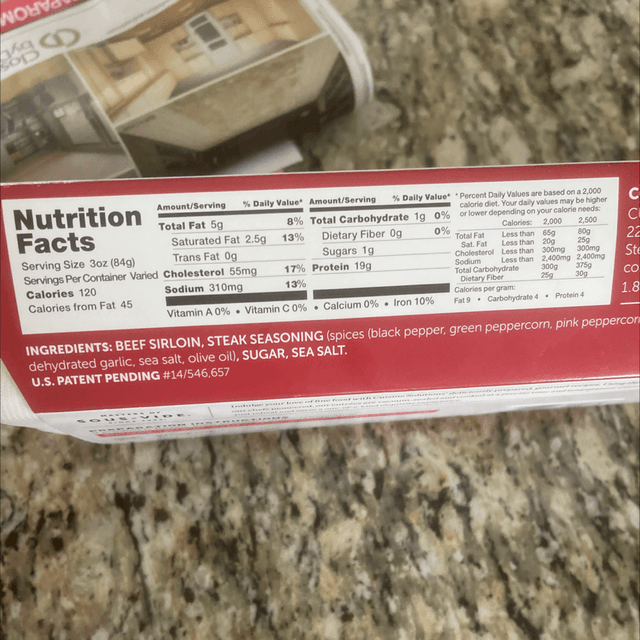 Nutrition
Facts
Serving Size 3oz (84g)
Servings Per Container Varied
Calories 120
Calories from Fat 45
Amount/Serving % Daily Value*
Total Fat 5g 8%
Saturated Fat 2.5g 13%
Trans Fat 0g
Cholesterol 55mg 17%
Sodium 310mg 13%
Amount/Serving % Daily Value*
Total Carbohydrate 1g 0%
Dietary Fiber 0g 0%
Sugars 1g
Protein 19g
Vitamin A 0% • Vitamin C 0% • Calcium 0% • Iron 10%
* Percent Daily Values are based on a 2,000
calorie diet. Your daily values may be higher
or lower depending on your calorie needs:
Calories: 2,000 2,500
Total Fat Less than 65g 80g
Sat. Fat Less than 20g 25g
Cholesterol Less than 300mg 300mg
Sodium Less than 2,400mg 2,400mg
Total Carbohydrate 300g 375g
Dietary Fiber 25g 30g
Calories per gram:
Fat 9 • Carbohydrate 4 • Protein 4
INGREDIENTS: BEEF SIRLOIN, STEAK SEASONING (spices (black pepper, green peppercorn, pink peppercor
dehydrated garlic, sea salt, olive oil), SUGAR, SEA SALT.
U.S. PATENT PENDING #14/546,657